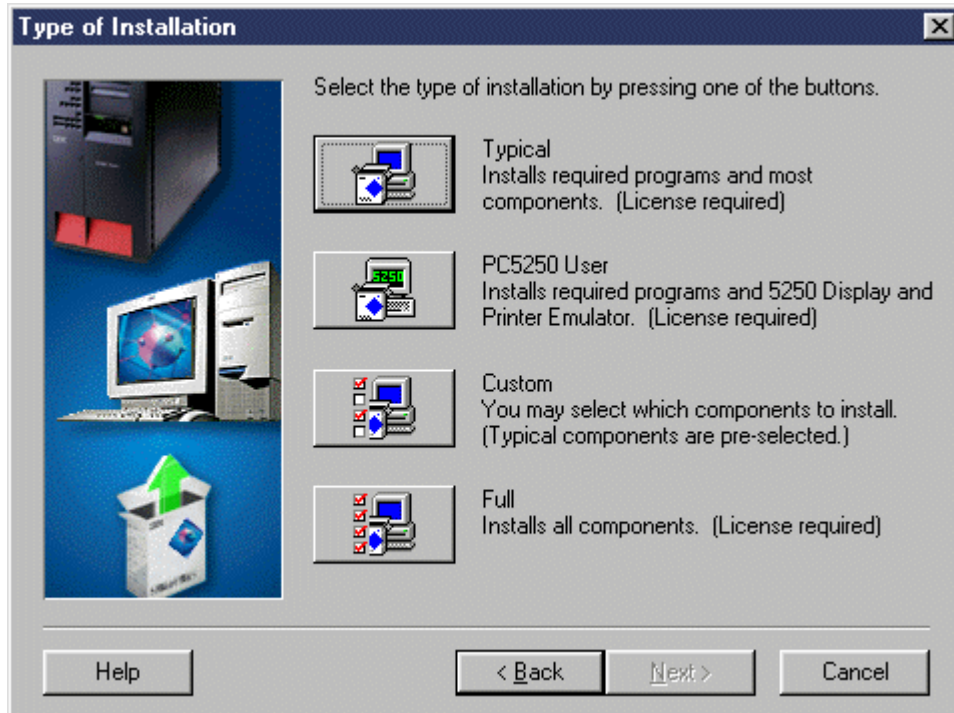 Type of Installation
Select the type of installation by pressing one of the buttons.
Typical
Installs required programs and most
components. (License required)
5250
PC5250 User
Installs required programs and 5250 Display and
Printer Emulator. (License required)
Custom
You may select which components to install.
(Typical components are pre-selected.)
Full
Installs all components. (License required)
Help
< Back
Next >
Cancel